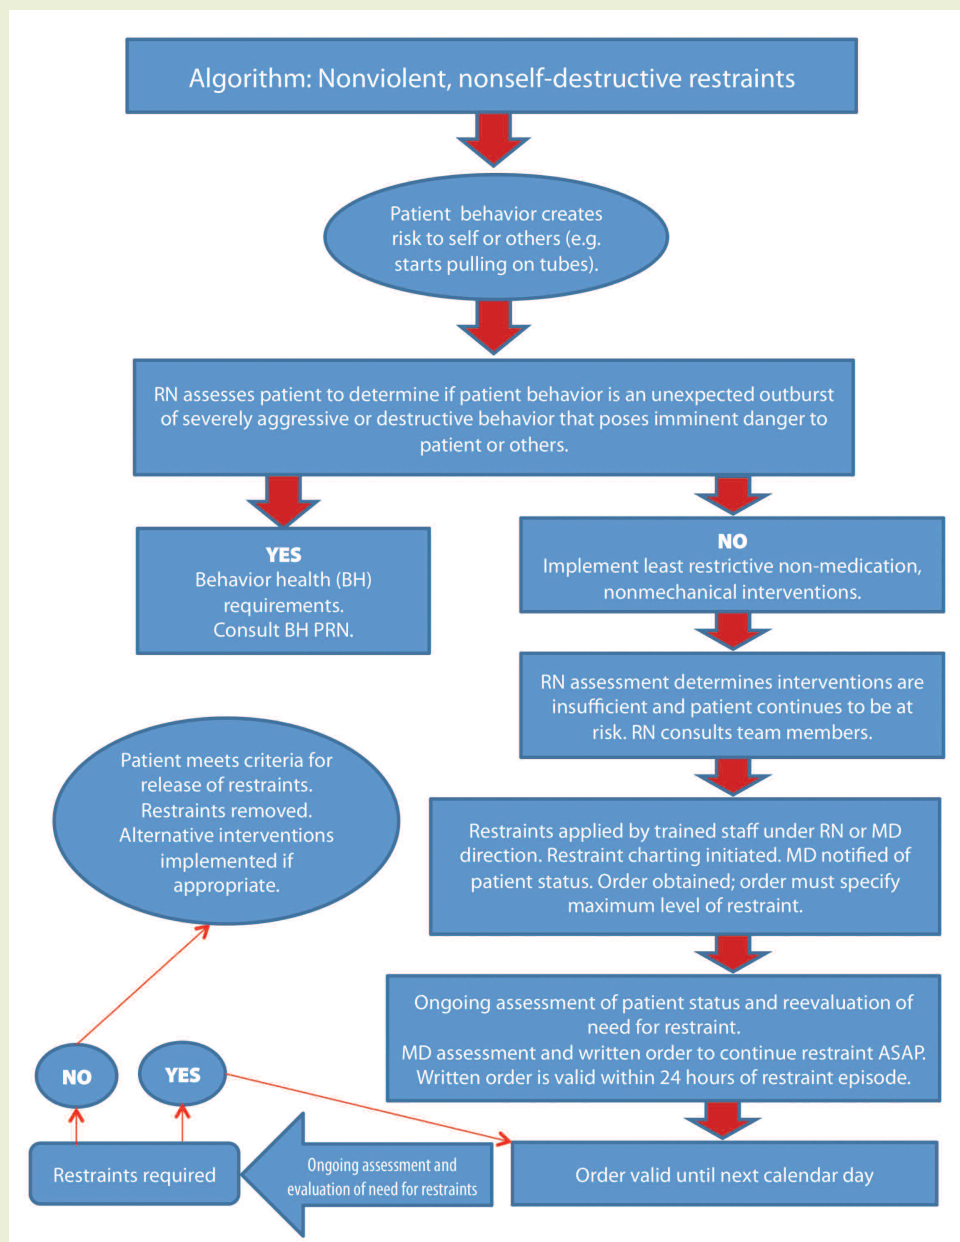 Algorithm: Nonviolent, nonself-destructive restraints
Patient behavior creates
risk to self or others (e.g.
starts pulling on tubes).
RN assesses patient to determine if patient behavior is an unexpected outburst
of severely aggressive or destructive behavior that poses imminent danger to
patient or others.
YES
Behavior health (BH)
requirements.
Consult BH PRN.
NO
Implement least restrictive non-medication,
nonmechanical interventions.
RN assessment determines interventions are
insufficient and patient continues to be at
risk. RN consults team members.
Restraints applied by trained staff under RN or MD
direction. Restraint charting initiated. MD notified of
patient status. Order obtained; order must specify
maximum level of restraint.
Ongoing assessment of patient status and reevaluation of
need for restraint.
MD assessment and written order to continue restraint ASAP.
Written order is valid within 24 hours of restraint episode.
Order valid until next calendar day
Ongoing assessment and
evaluation of need for restraints
Restraints required
NO
YES
Patient meets criteria for
release of restraints.
Restraints removed.
Alternative interventions
implemented if
appropriate.